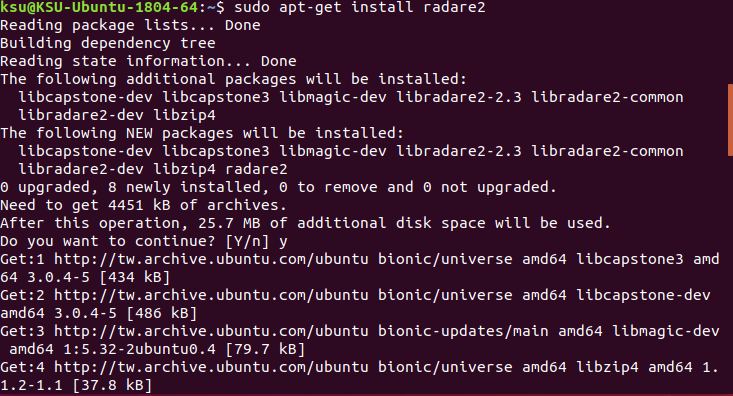 ksu@KSU-Ubuntu-1804-64:~$ sudo apt-get install radare2
Reading package lists... Done
Building dependency tree
Reading state information... Done
The following additional packages will be installed:
  libcapstone-dev libcapstone3 libmagic-dev libradare2-2.3 libradare2-common
  libradare2-dev libzip4
The following NEW packages will be installed:
  libcapstone-dev libcapstone3 libmagic-dev libradare2-2.3 libradare2-common
  libradare2-dev libzip4 radare2
0 upgraded, 8 newly installed, 0 to remove and 0 not upgraded.
Need to get 4451 kB of archives.
After this operation, 25.7 MB of additional disk space will be used.
Do you want to continue? [Y/n] y
Get:1 http://tw.archive.ubuntu.com/ubuntu bionic/universe amd64 libcapstone3 amd
64 3.0.4-5 [434 kB]
Get:2 http://tw.archive.ubuntu.com/ubuntu bionic/universe amd64 libcapstone-dev
amd64 3.0.4-5 [486 kB]
Get:3 http://tw.archive.ubuntu.com/ubuntu bionic-updates/main amd64 libmagic-dev
 amd64 1:5.32-2ubuntu0.4 [79.7 kB]
Get:4 http://tw.archive.ubuntu.com/ubuntu bionic/universe amd64 libzip4 amd64 1.
1.2-1.1 [37.8 kB]